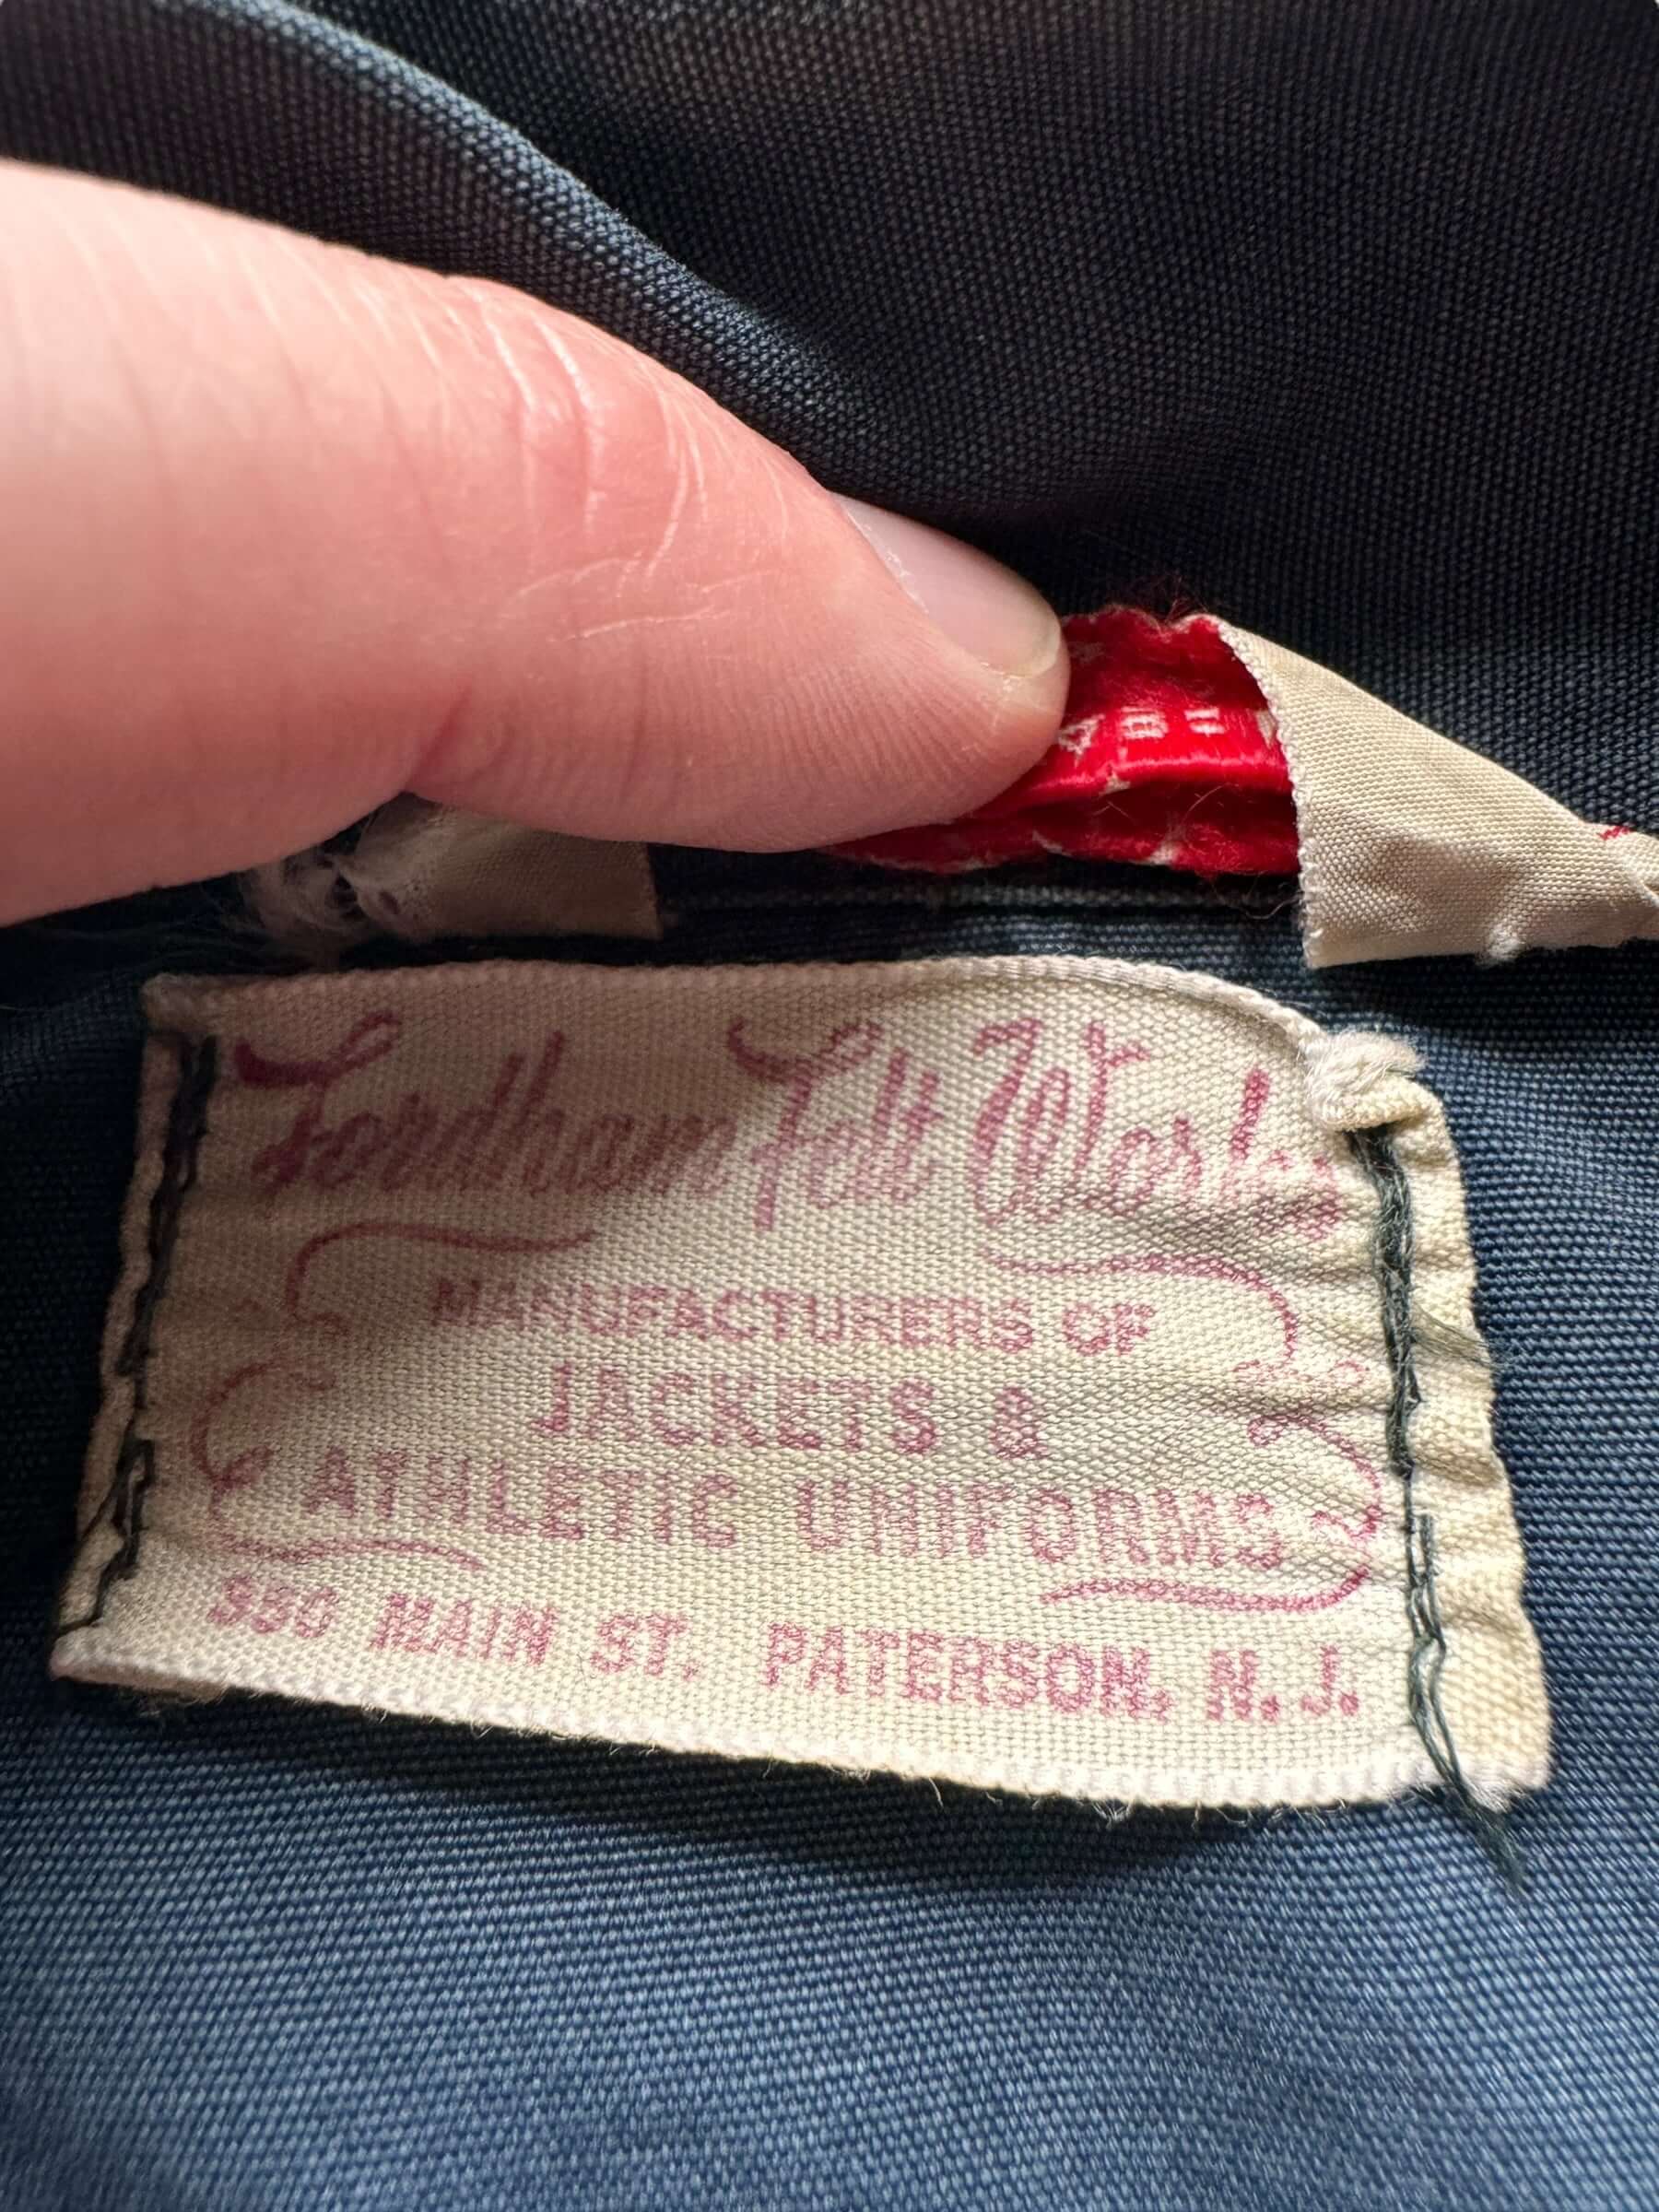 Fordham Felt Works
MANUFACTURERS OF
JACKETS &
ATHLETIC UNIFORMS
MAIN ST. PATERSON, N. J.